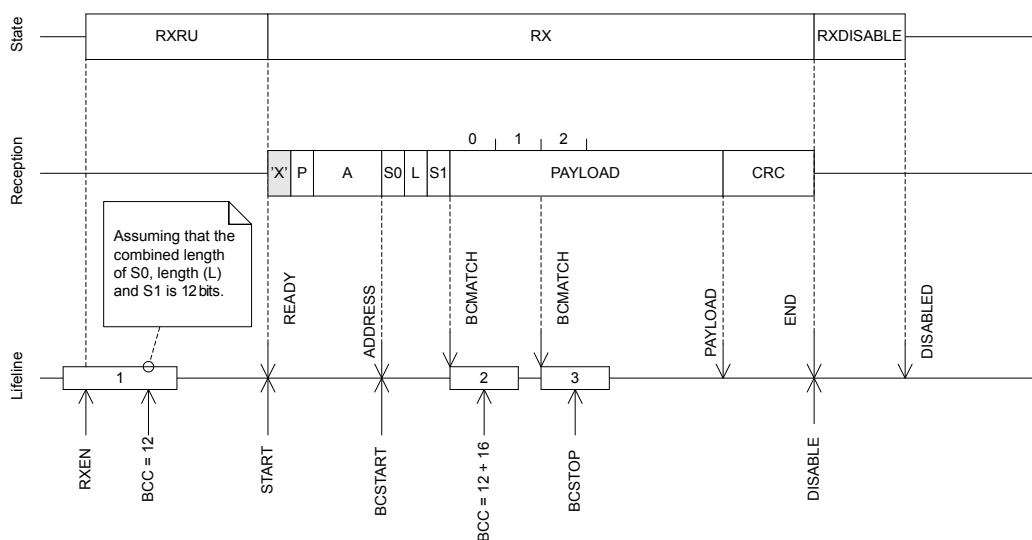 State
RXRU
RX
RXDISABLE
Reception
0
1
2
'X'
P
A
S0
L
S1
PAYLOAD
CRC
Assuming that the
combined length
of S0, length (L)
and S1 is 12 bits.
READY
ADDRESS
BCMATCH
BCMATCH
PAYLOAD
END
DISABLED
Lifeline
1
2
3
RXEN
BCC = 12
START
BCSTART
BCC = 12 + 16
BCSTOP
DISABLE